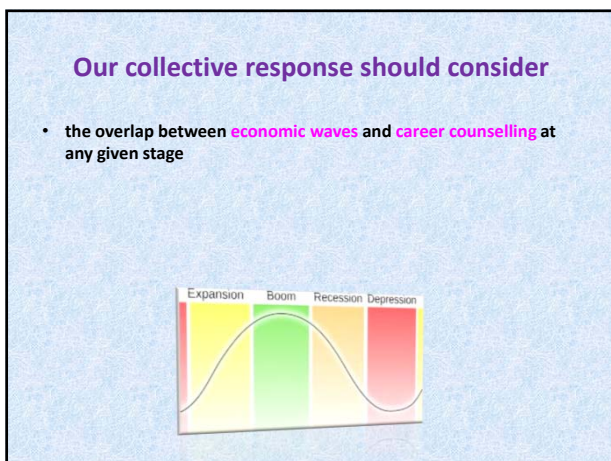 Our collective response should consider
• the overlap between economic waves and career counselling at
any given stage
Expansion Boom Recession Depression